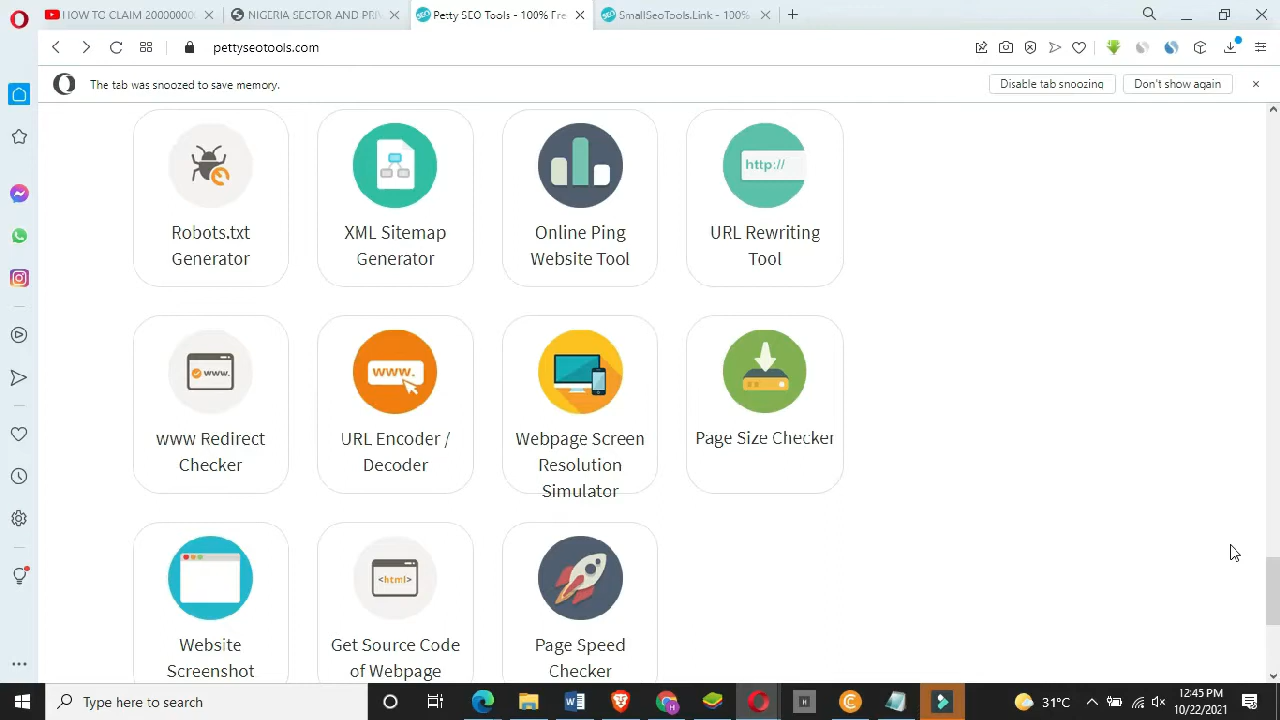 HOW TO CLAIM 20000000
NIGERIA SECTOR AND PRI
Petty SEO Tools - 100% Fre
SmallSeoTools.Link - 100%
pettyseotools.com
The tab was snoozed to save memory.
Disable tab snoozing
Don't show again
http://
Robots.txt
Generator
XML Sitemap
Generator
Online Ping
Website Tool
URL Rewriting
Tool
www.
www.
www Redirect
Checker
URL Encoder /
Decoder
Webpage Screen
Resolution
Simulator
Page Size Checker
<html>
Website
Screenshot
Get Source Code
of Webpage
Page Speed
Checker
Type here to search
31°C
12:45 PM
10/22/2021